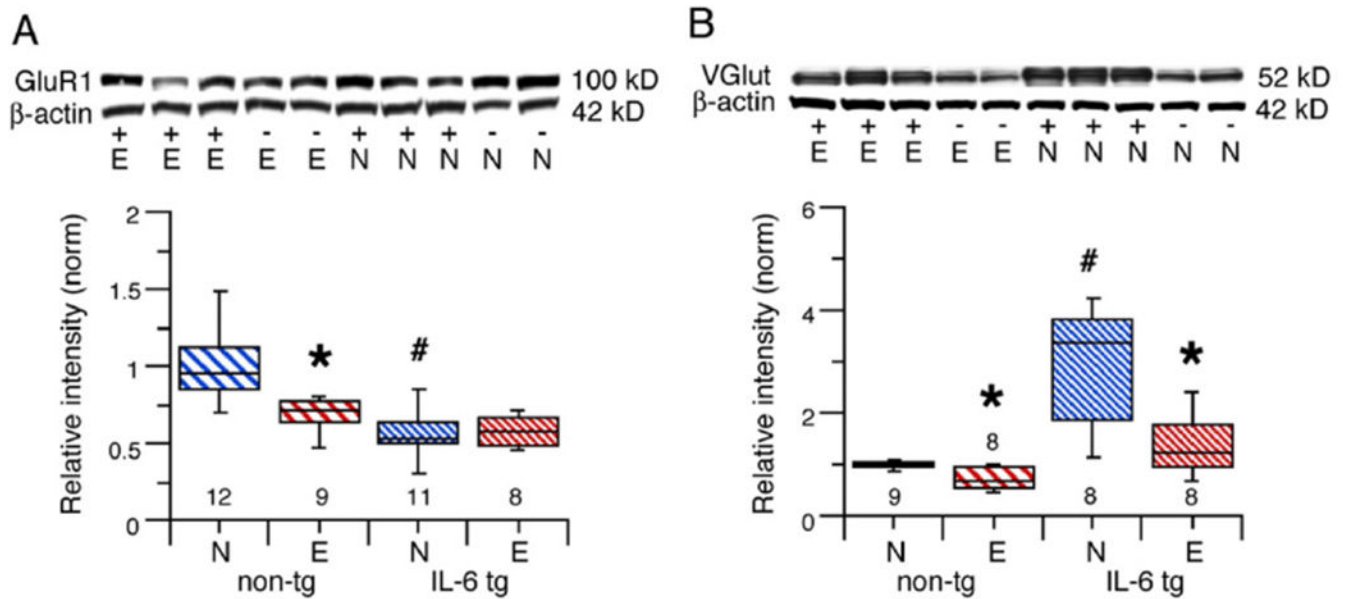 A
GluR1 100 kD
β-actin 42 kD
+ + + - - + + + - -
E E E E E N N N N N
Relative intensity (norm)
2
1.5
1
0.5
0
*
#
12 9 11 8
N E N E
non-tg IL-6 tg
B
VGlut 52 kD
β-actin 42 kD
+ + + - - + + + - -
E E E E E N N N N N
Relative intensity (norm)
6
4
2
0
#
*
*
8
9 8 8
N E N E
non-tg IL-6 tg